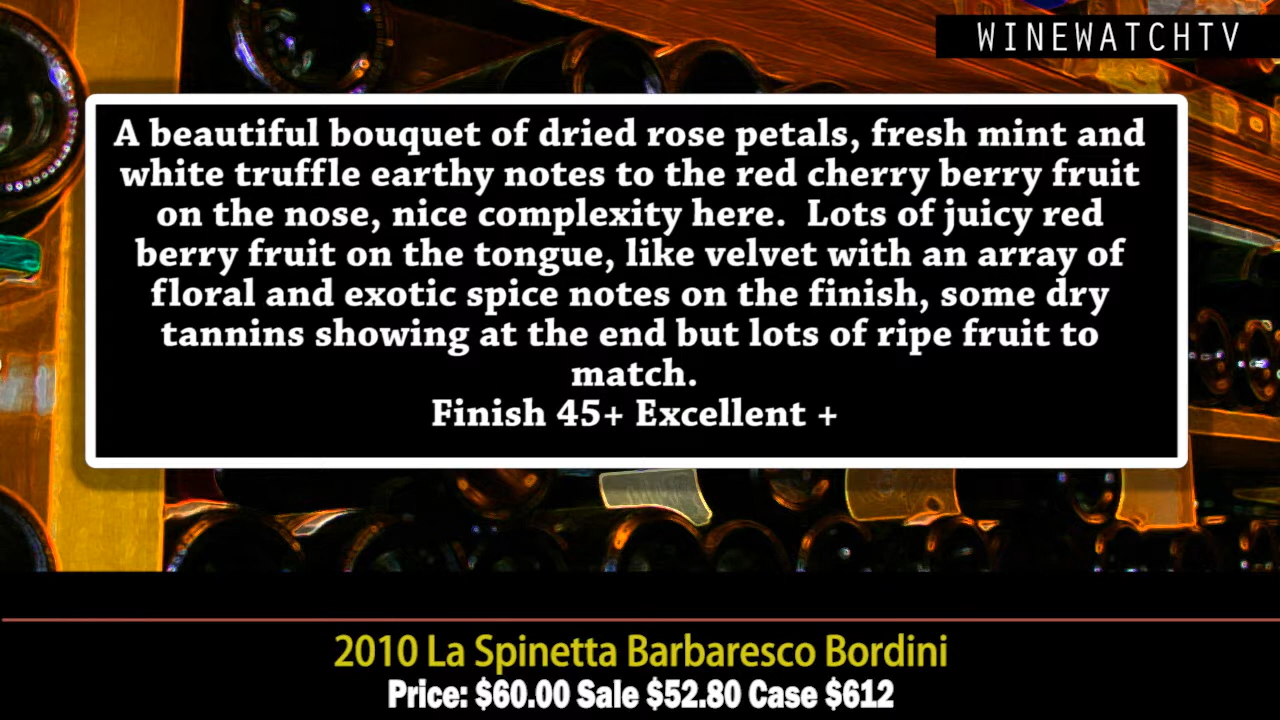 WINEWATCHTV
A beautiful bouquet of dried rose petals, fresh mint and
white truffle earthy notes to the red cherry berry fruit
on the nose, nice complexity here.  Lots of juicy red
berry fruit on the tongue, like velvet with an array of
floral and exotic spice notes on the finish, some dry
tannins showing at the end but lots of ripe fruit to
match.
Finish 45+ Excellent +
2010 La Spinetta Barbaresco Bordini
Price: $60.00 Sale $52.80 Case $612